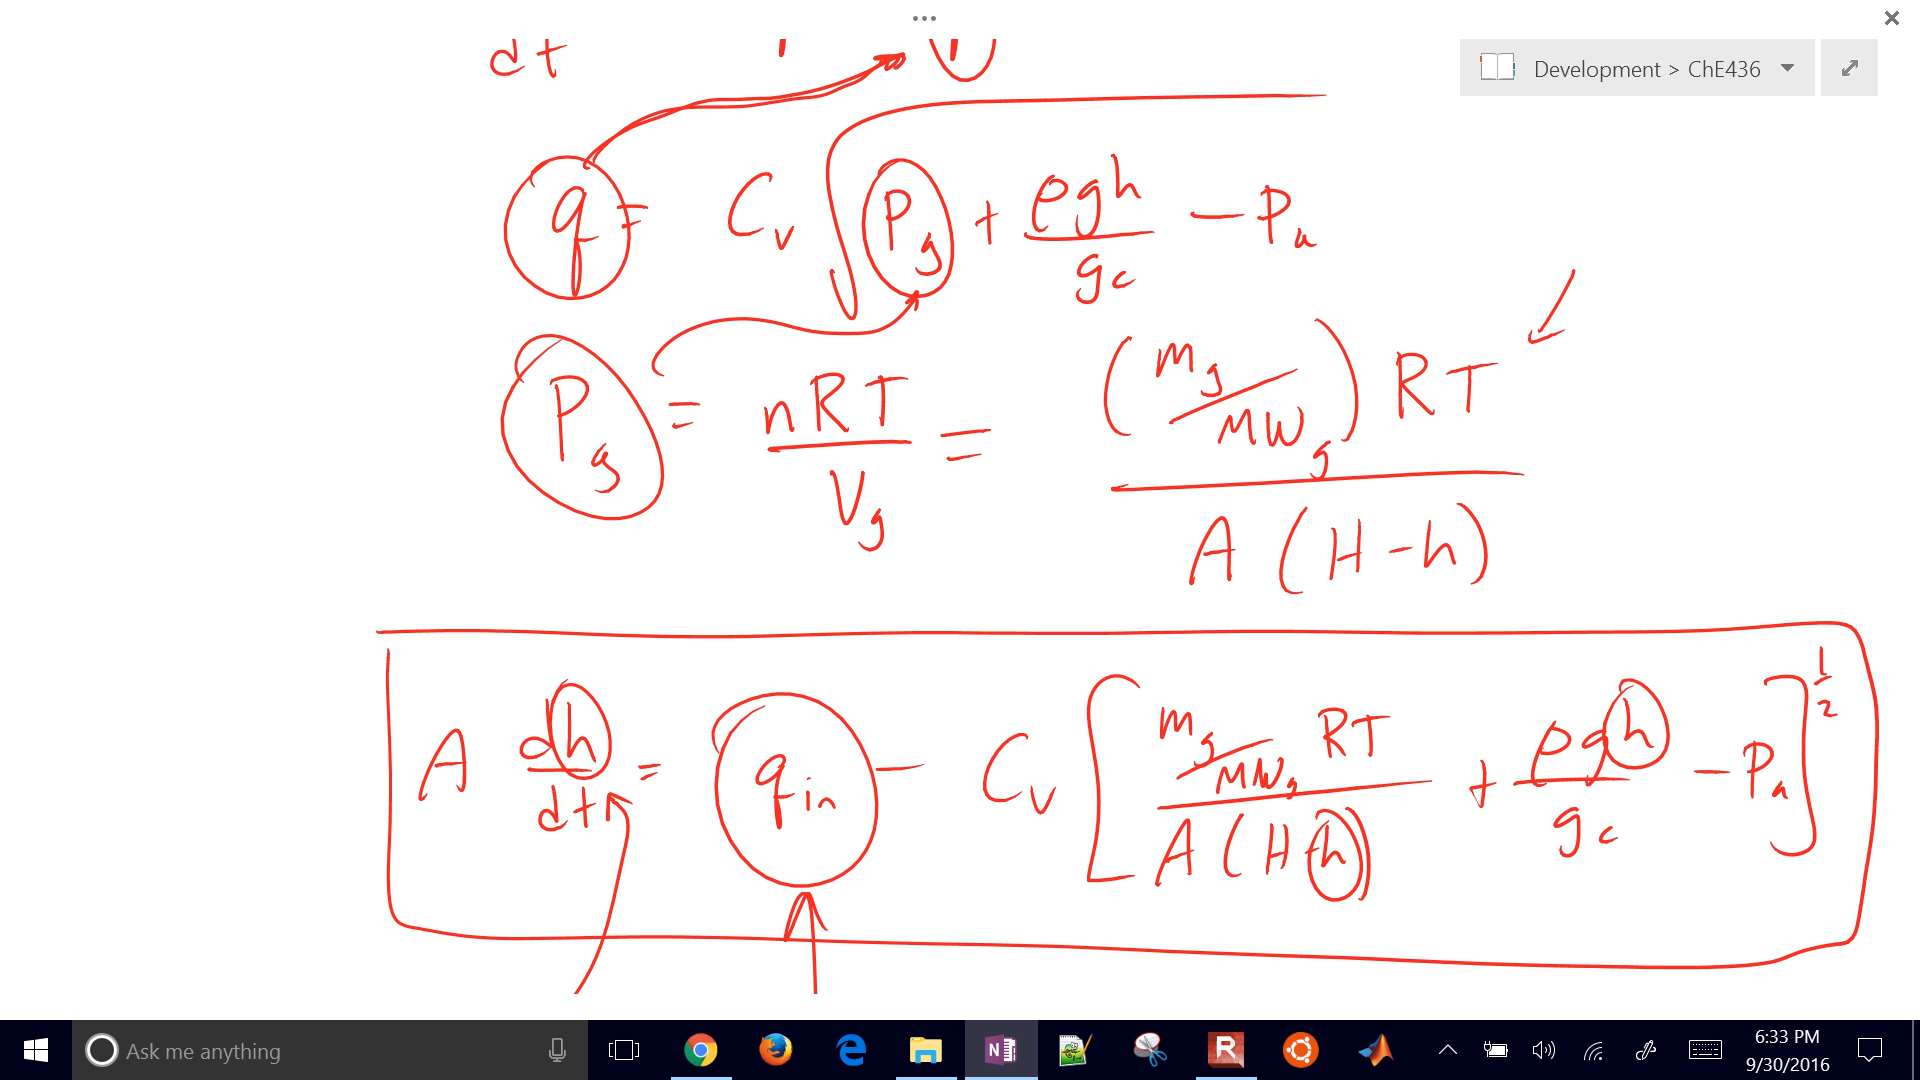 Development > ChE436
dt
q = Cv √(Pg + ρgh/gc − Pa)
Pg = nRT/Vg = (mg/MWg) RT / A(H-h)
A dh/dt = qin − Cv [ mg/MWg RT / A(H-h) + ρgh/gc − Pa ]^1/2
Ask me anything
6:33 PM
9/30/2016